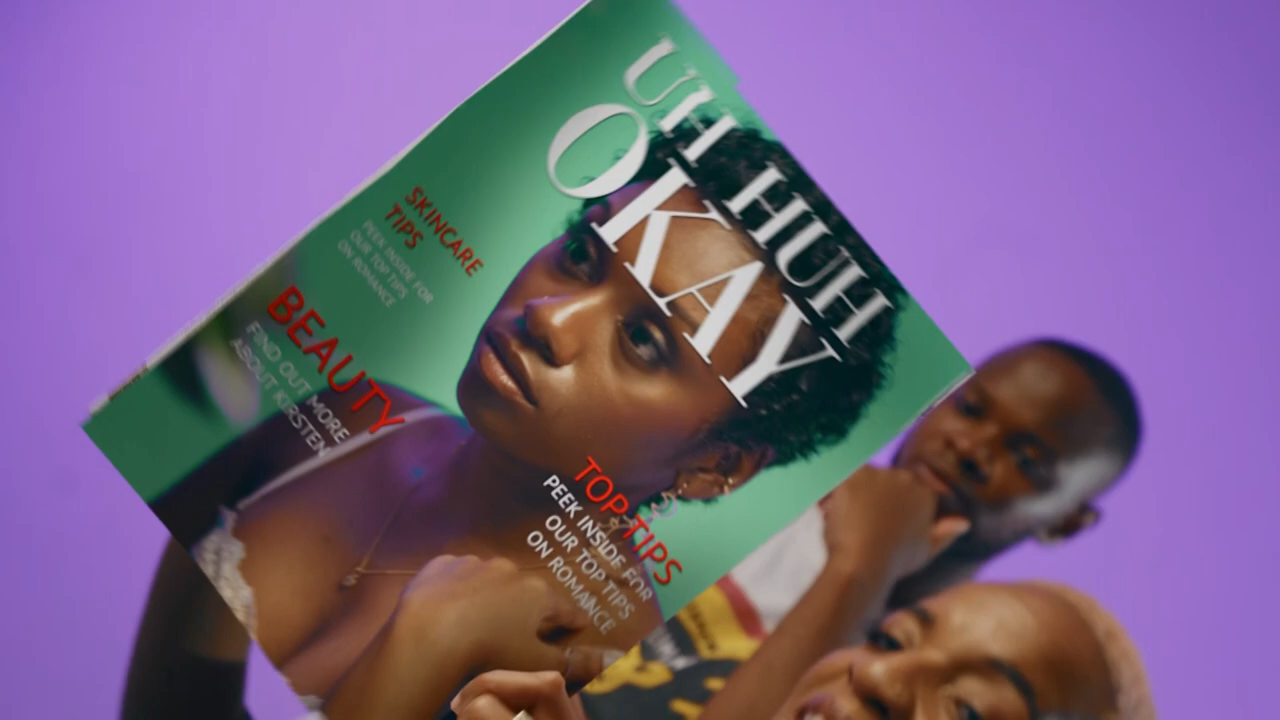 UH HUH
OKAY
SKINCARE
TIPS
PEEK INSIDE FOR
OUR TOP TIPS
ON ROMANCE
BEAUTY
FIND OUT MORE
ABOUT KIRSTEN
TOP TIPS
PEEK INSIDE FOR
OUR TOP TIPS
ON ROMANCE